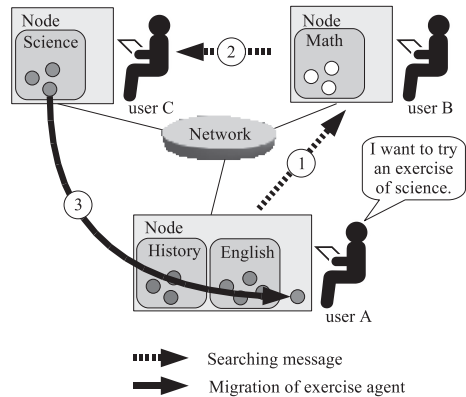 Node
Science
user C
2
Node
Math
user B
Network
1
I want to try
an exercise
of science.
3
Node
History
English
user A
Searching message
Migration of exercise agent